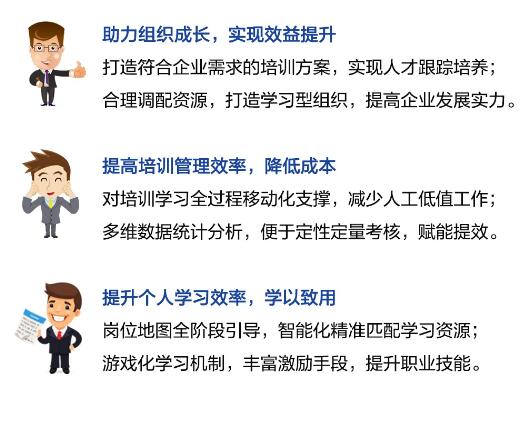 助力组织成长，实现效益提升
打造符合企业需求的培训方案，实现人才跟踪培养；
合理调配资源，打造学习型组织，提高企业发展实力。
提高培训管理效率，降低成本
对培训学习全过程移动化支撑，减少人工低值工作；
多维数据统计分析，便于定性定量考核，赋能提效。
提升个人学习效率，学以致用
岗位地图全阶段引导，智能化精准匹配学习资源；
游戏化学习机制，丰富激励手段，提升职业技能。